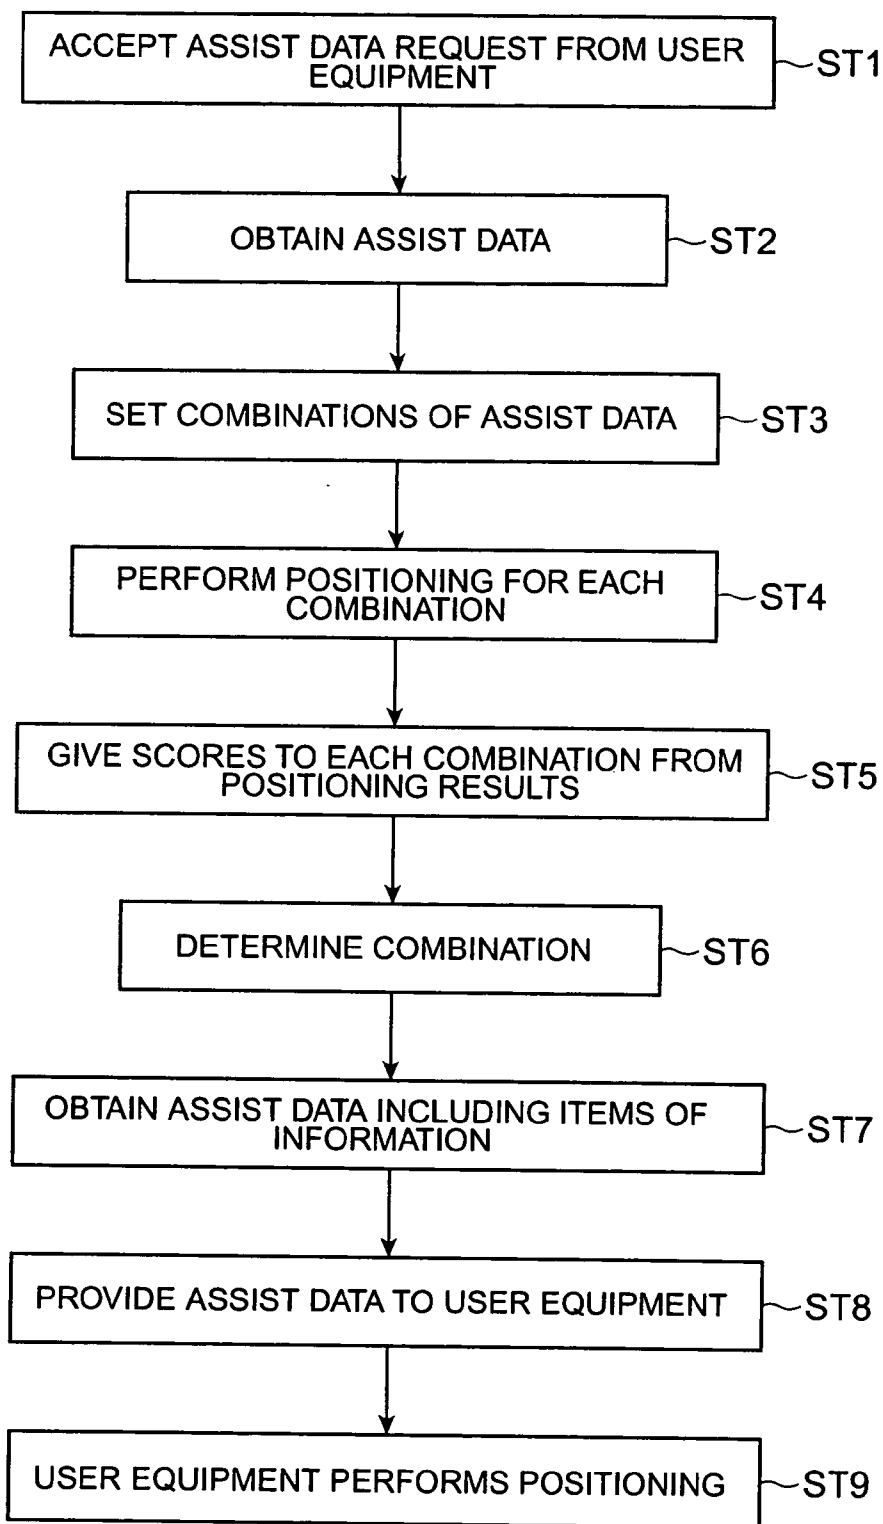 ACCEPT ASSIST DATA REQUEST FROM USER
EQUIPMENT
ST1
OBTAIN ASSIST DATA
ST2
SET COMBINATIONS OF ASSIST DATA
ST3
PERFORM POSITIONING FOR EACH
COMBINATION
ST4
GIVE SCORES TO EACH COMBINATION FROM
POSITIONING RESULTS
ST5
DETERMINE COMBINATION
ST6
OBTAIN ASSIST DATA INCLUDING ITEMS OF
INFORMATION
ST7
PROVIDE ASSIST DATA TO USER EQUIPMENT
ST8
USER EQUIPMENT PERFORMS POSITIONING
ST9